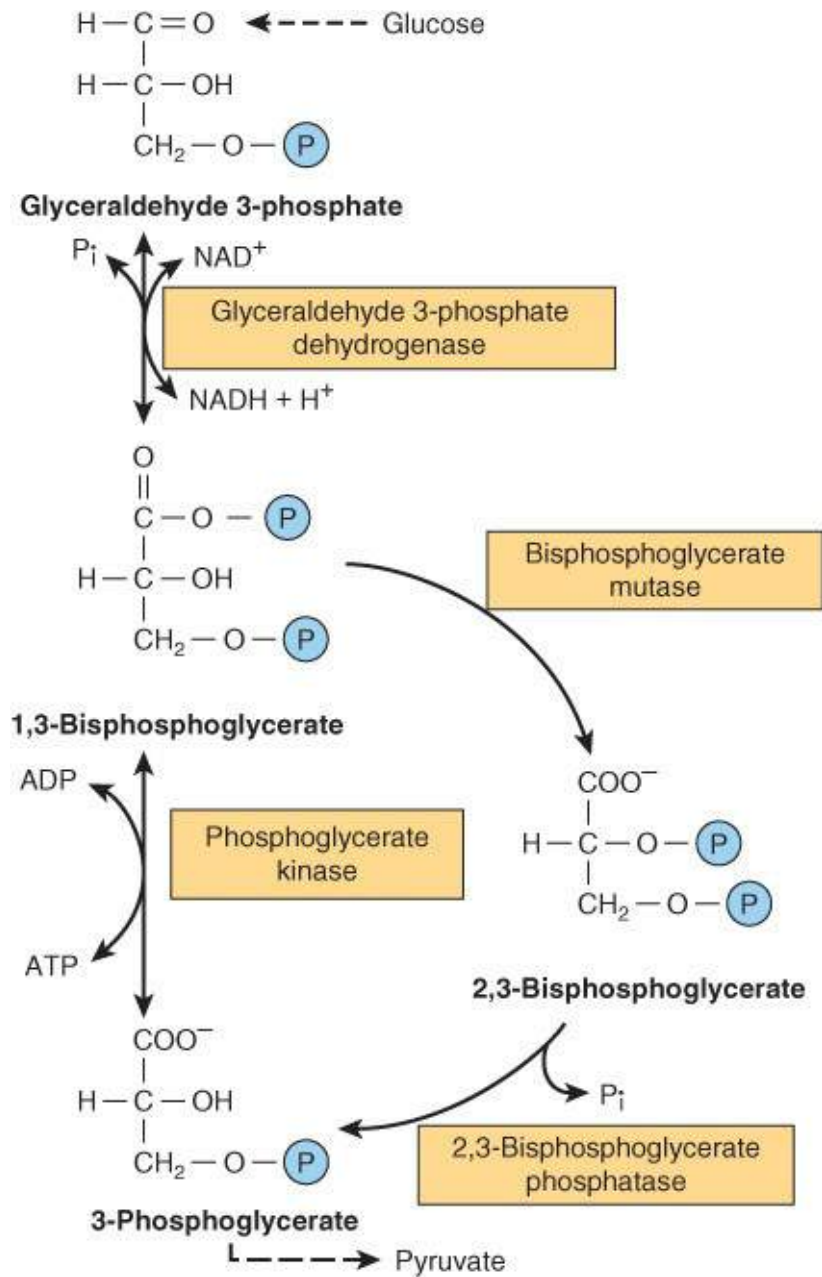 H–C=O Glucose
H–C–OH
CH₂–O–P
Glyceraldehyde 3-phosphate
Pi NAD⁺
Glyceraldehyde 3-phosphate
dehydrogenase
NADH + H⁺
O
C–O–P
H–C–OH
CH₂–O–P
Bisphosphoglycerate
mutase
1,3-Bisphosphoglycerate
ADP
Phosphoglycerate
kinase
ATP
COO⁻
H–C–O–P
CH₂–O–P
2,3-Bisphosphoglycerate
COO⁻
H–C–OH
CH₂–O–P
Pi
2,3-Bisphosphoglycerate
phosphatase
3-Phosphoglycerate
Pyruvate